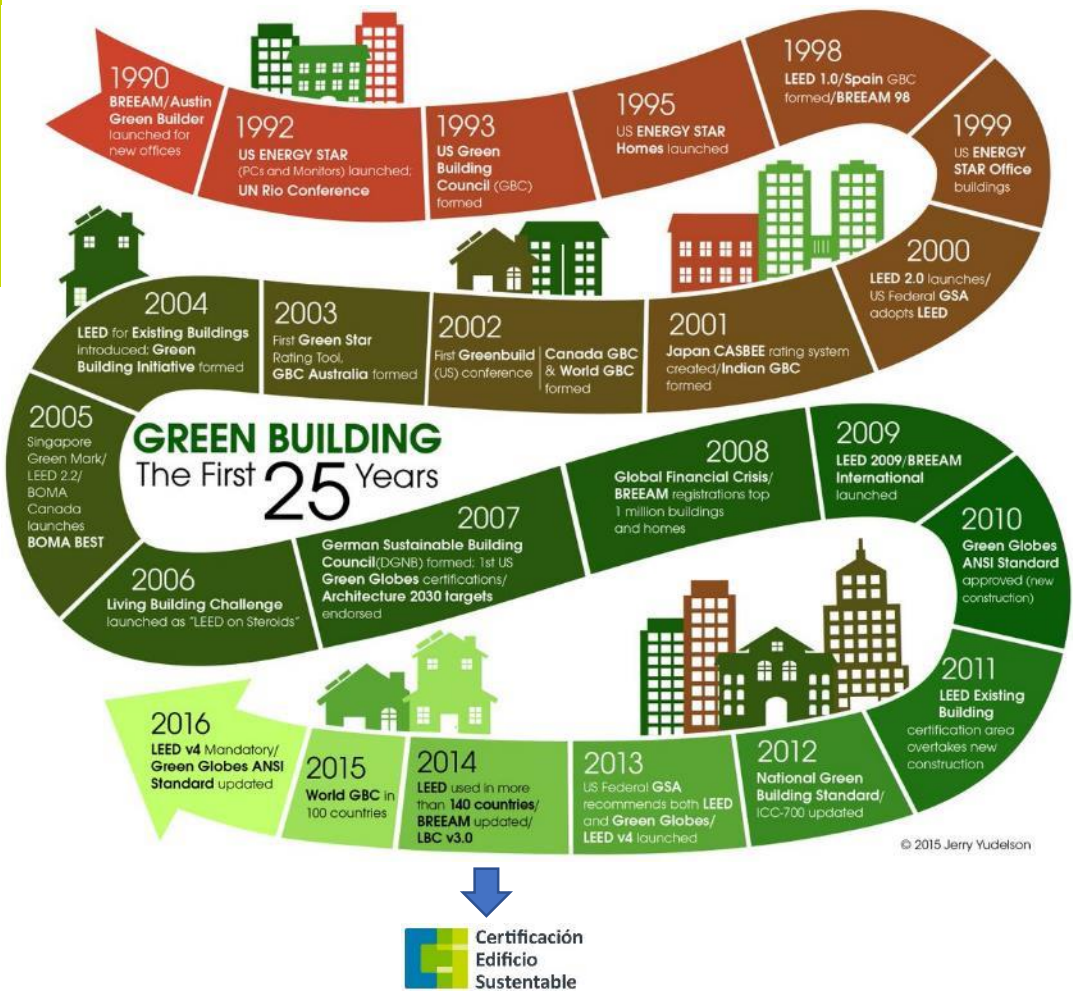 1990
BREEAM/Austin
Green Builder
launched for
new offices
1992
US ENERGY STAR
(PCs and Monitors) launched;
UN Rio Conference
1993
US Green
Building
Council (GBC)
formed
1995
US ENERGY STAR
Homes launched
1998
LEED 1.0/Spain GBC
formed/BREEAM 98
1999
US ENERGY
STAR Office
buildings
2000
LEED 2.0 launches/
US Federal GSA
adopts LEED
2001
Japan CASBEE rating system
created/Indian GBC
formed
2002
First Greenbuild
(US) conference
Canada GBC
& World GBC
formed
2003
First Green Star
Rating Tool,
GBC Australia formed
2004
LEED for Existing Buildings
introduced; Green
Building Initiative formed
2005
Singapore
Green Mark/
LEED 2.2/
BOMA
Canada
launches
BOMA BEST
GREEN BUILDING
The First 25 Years
2006
Living Building Challenge
launched as "LEED on Steroids"
2007
German Sustainable Building
Council(DGNB) formed; 1st US
Green Globes certifications/
Architecture 2030 targets
endorsed
2008
Global Financial Crisis/
BREEAM registrations top
1 million buildings
and homes
2009
LEED 2009/BREEAM
International
launched
2010
Green Globes
ANSI Standard
approved (new
construction)
2011
LEED Existing
Building
certification area
overtakes new
construction
2012
National Green
Building Standard/
ICC-700 updated
2013
US Federal GSA
recommends both LEED
and Green Globes/
LEED v4 launched
2014
LEED used in more
than 140 countries/
BREEAM updated/
LBC v3.0
2015
World GBC in
100 countries
2016
LEED v4 Mandatory/
Green Globes ANSI
Standard updated
© 2015 Jerry Yudelson
Certificación
Edificio
Sustentable